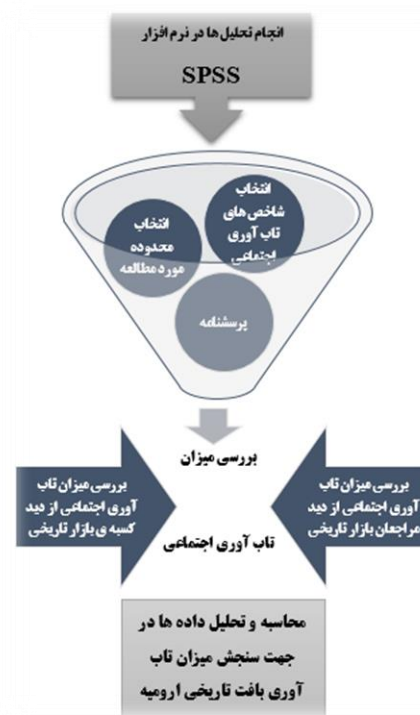 انجام تحلیل ها در نرم افزار
SPSS
انتخاب
شاخص های
تاب آوری
اجتماعی
انتخاب
محدوده
مورد مطالعه
پرسشنامه
بررسی میزان
بررسی میزان تاب
آوری اجتماعی از دید
مراجعان بازار تاریخی
بررسی میزان تاب
آوری اجتماعی از دید
کسبه ی بازار تاریخی
تاب آوری اجتماعی
محاسبه و تحلیل داده ها در
جهت سنجش میزان تاب
آوری بافت تاریخی ارومیه